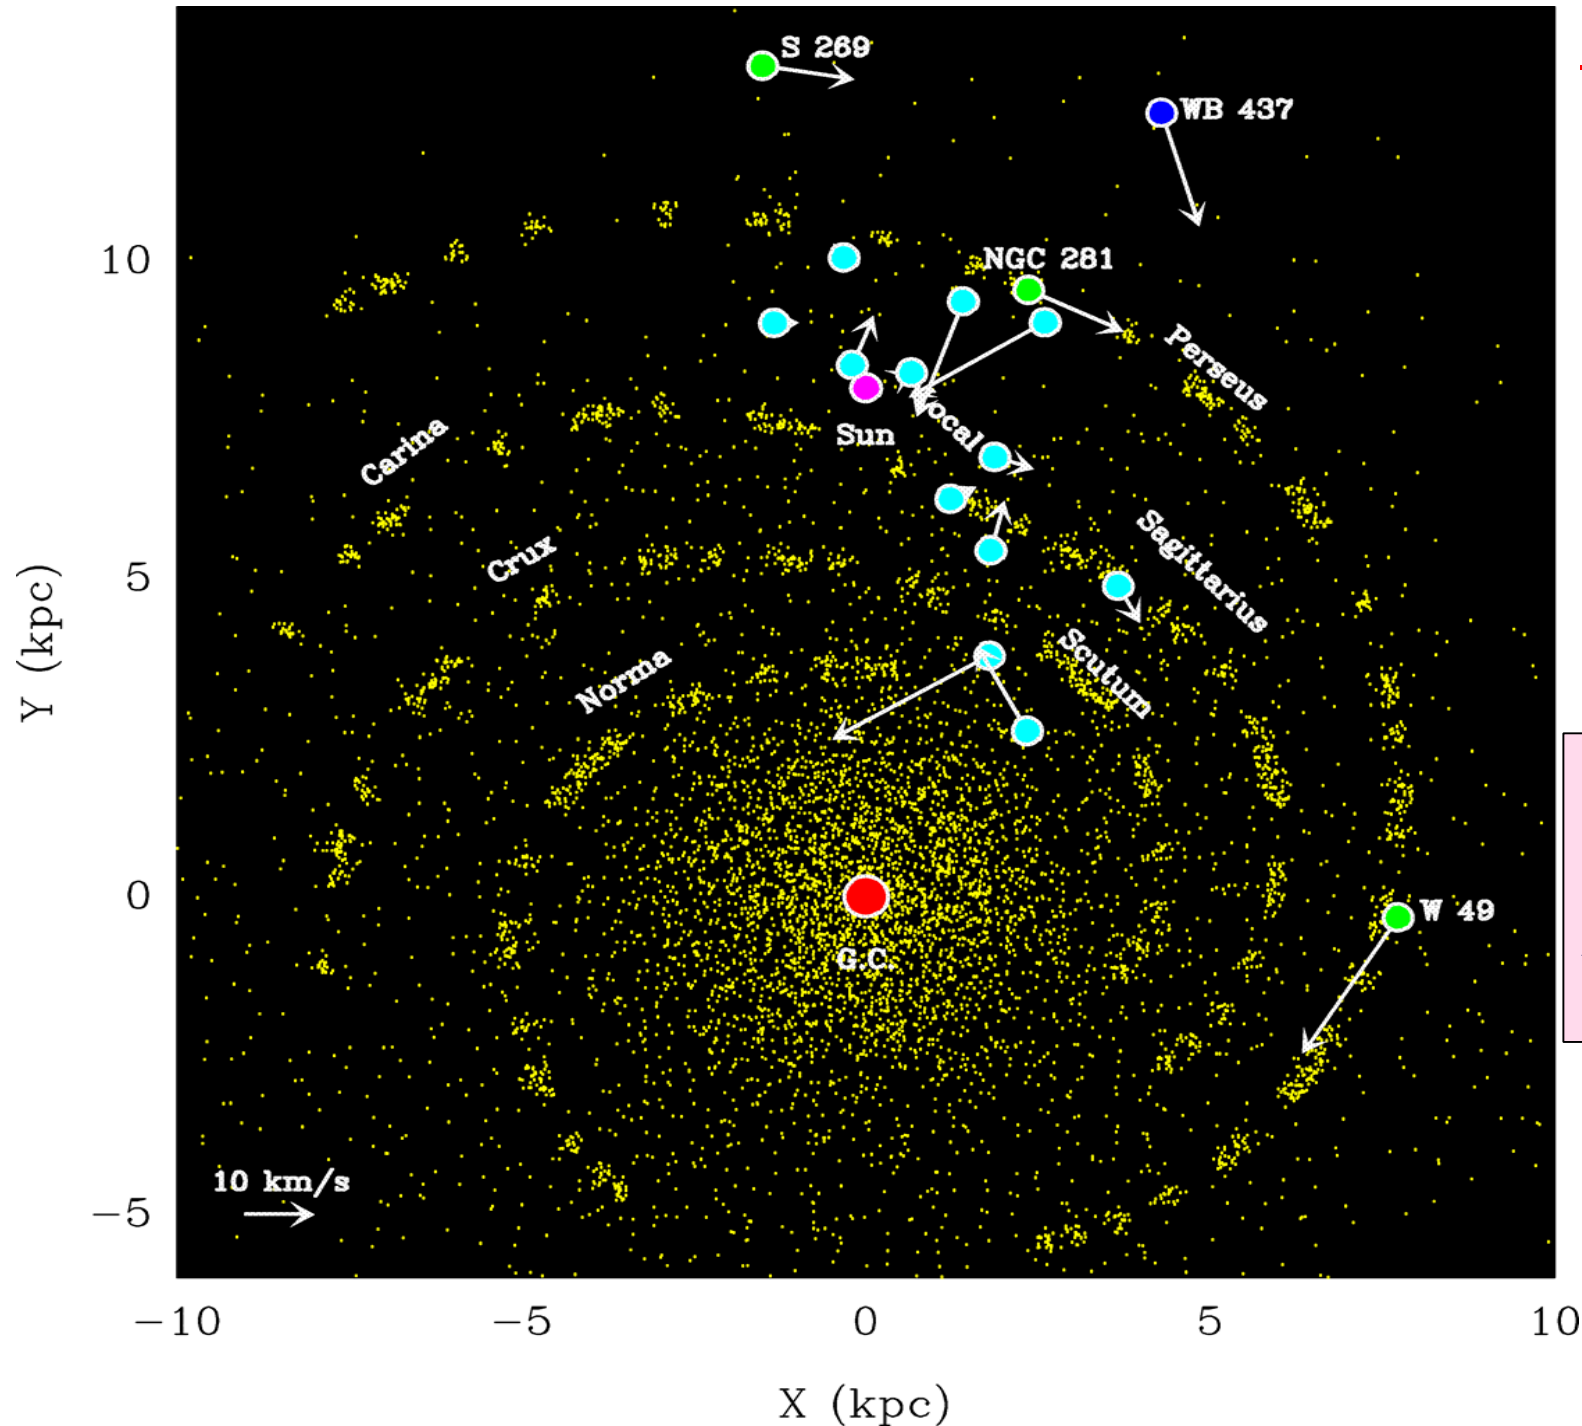 S 269
WB 437
10
NGC 281
Perseus
Local
Sun
Carina
Sagittarius
Crux
5
Scutum
Norma
Y (kpc)
0
W 49
G.C.
10 km/s
−5
−10
−5
0
5
10
X (kpc)